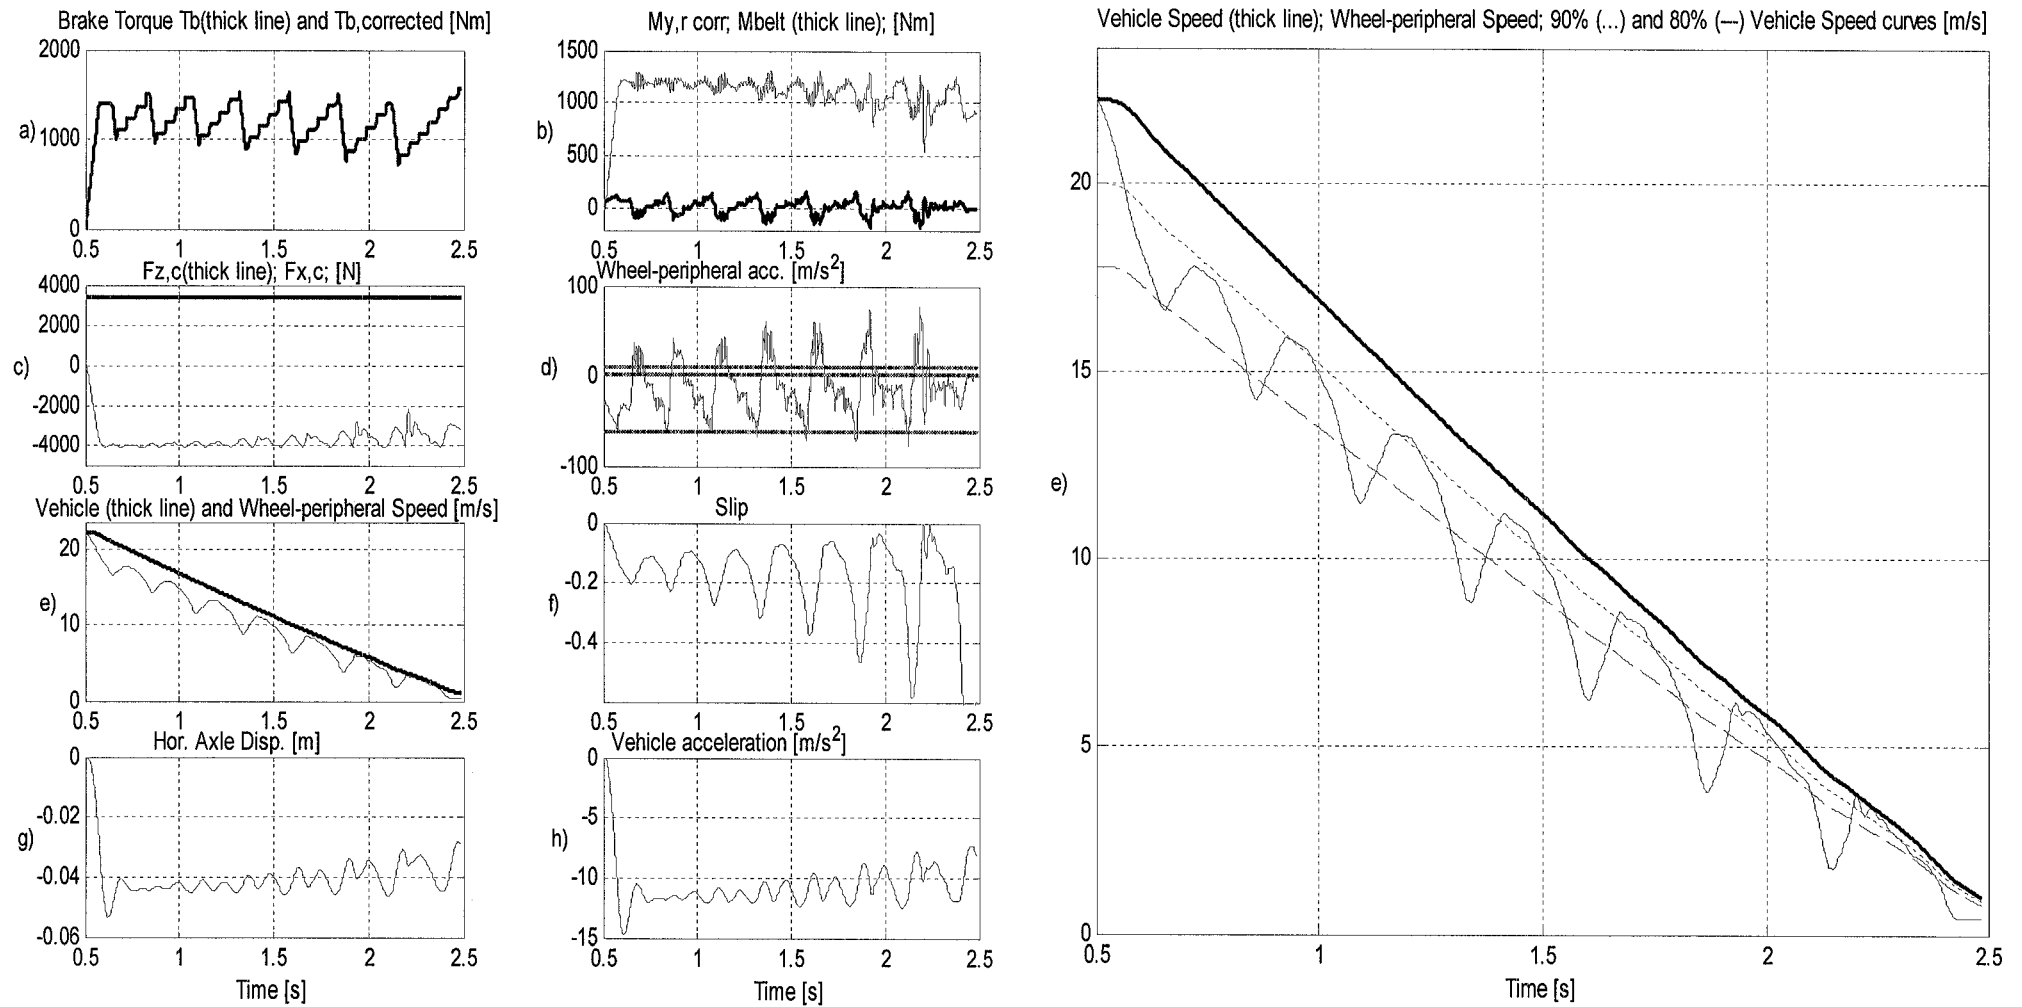 Brake Torque Tb(thick line) and Tb,corrected [Nm]
2000
a)
1000
0
0.5 1 1.5 2 2.5
My,r corr; Mbelt (thick line); [Nm]
1500
1000
b)
500
0
0.5 1 1.5 2 2.5
Fz,c(thick line); Fx,c; [N]
4000
2000
c)
0
-2000
-4000
0.5 1 1.5 2 2.5
Wheel-peripheral acc. [m/s2]
100
d)
0
-100
0.5 1 1.5 2 2.5
Vehicle (thick line) and Wheel-peripheral Speed [m/s]
20
e)
10
0
0.5 1 1.5 2 2.5
Slip
0
-0.2
f)
-0.4
0.5 1 1.5 2 2.5
Hor. Axle Disp. [m]
0
-0.02
g)
-0.04
-0.06
0.5 1 1.5 2 2.5
Time [s]
Vehicle acceleration [m/s2]
0
-5
h)
-10
-15
0.5 1 1.5 2 2.5
Time [s]
Vehicle Speed (thick line); Wheel-peripheral Speed; 90% (...) and 80% (---) Vehicle Speed curves [m/s]
20
15
e)
10
5
0
0.5 1 1.5 2 2.5
Time [s]